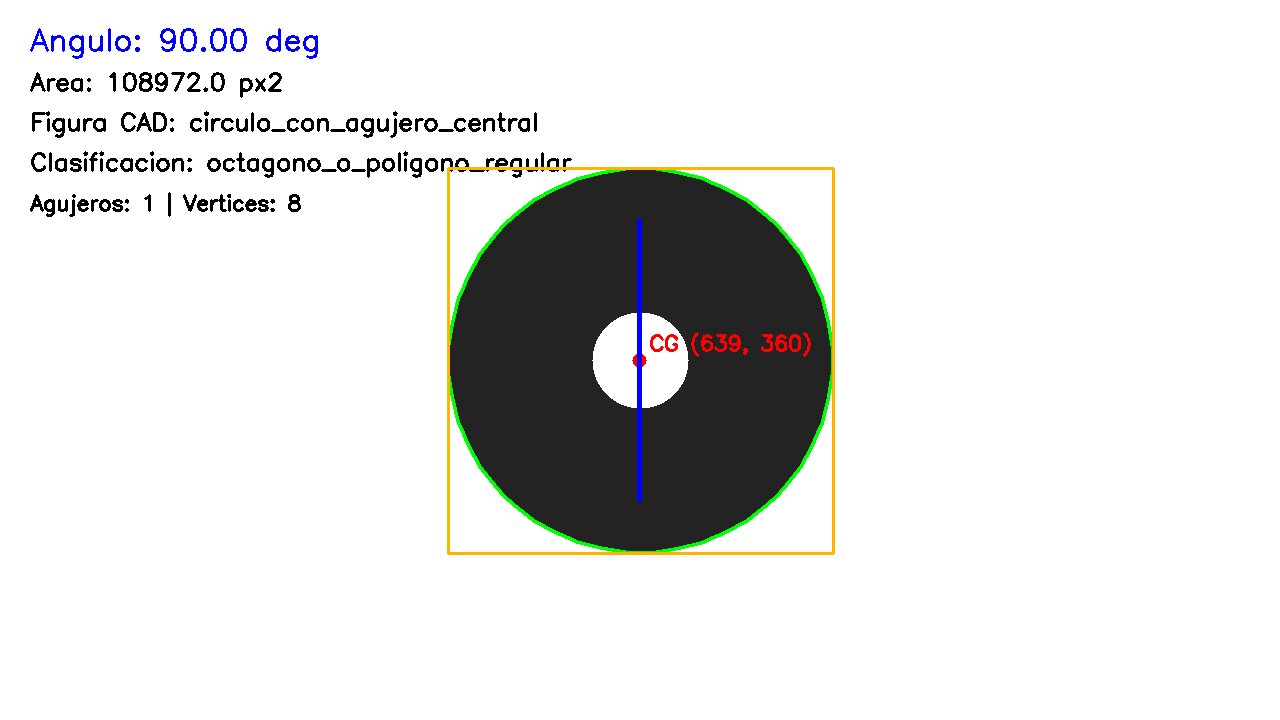 Angulo: 90.00 deg
Area: 108972.0 px2
Figura CAD: circulo_con_agujero_central
Clasificacion: octagono_o_poligono_regular
Agujeros: 1 | Vertices: 8
CG (639, 360)